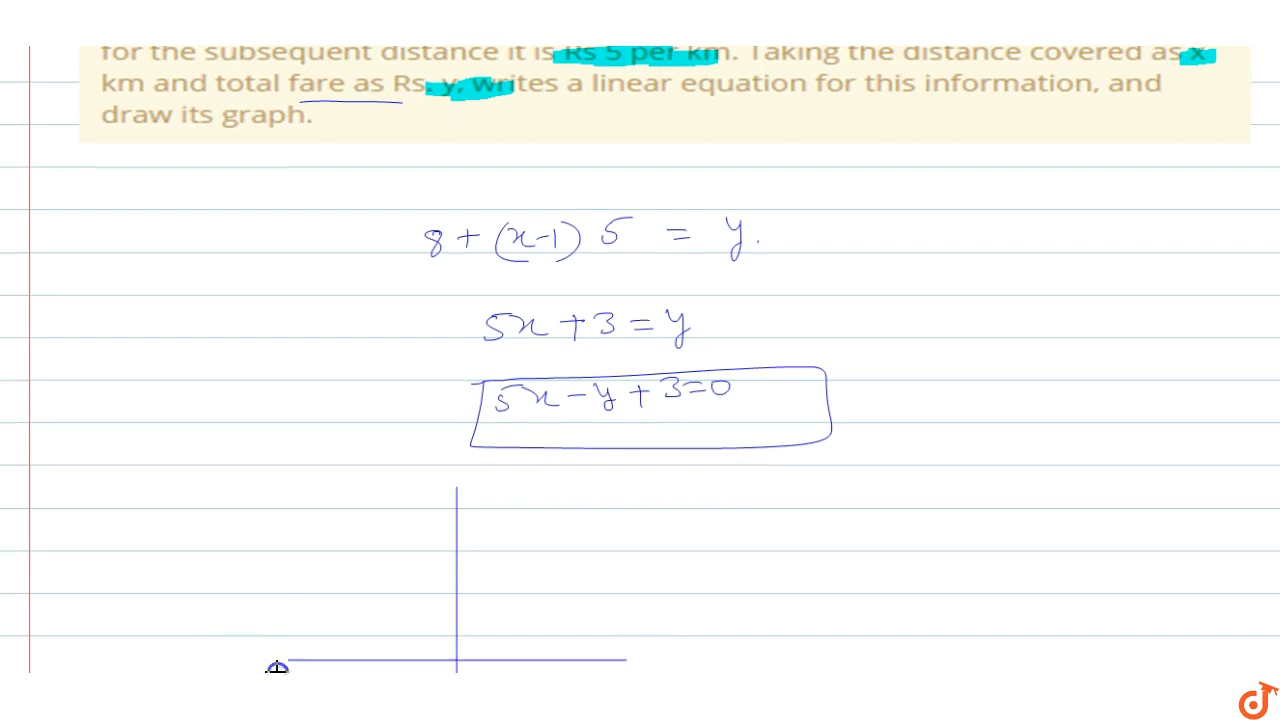 for the subsequent distance it is Rs 5 per km. Taking the distance covered as x
km and total fare as Rs. y, writes a linear equation for this information, and
draw its graph.
8 + (x-1) 5 = y.
5x + 3 = y
5x - y + 3 = 0